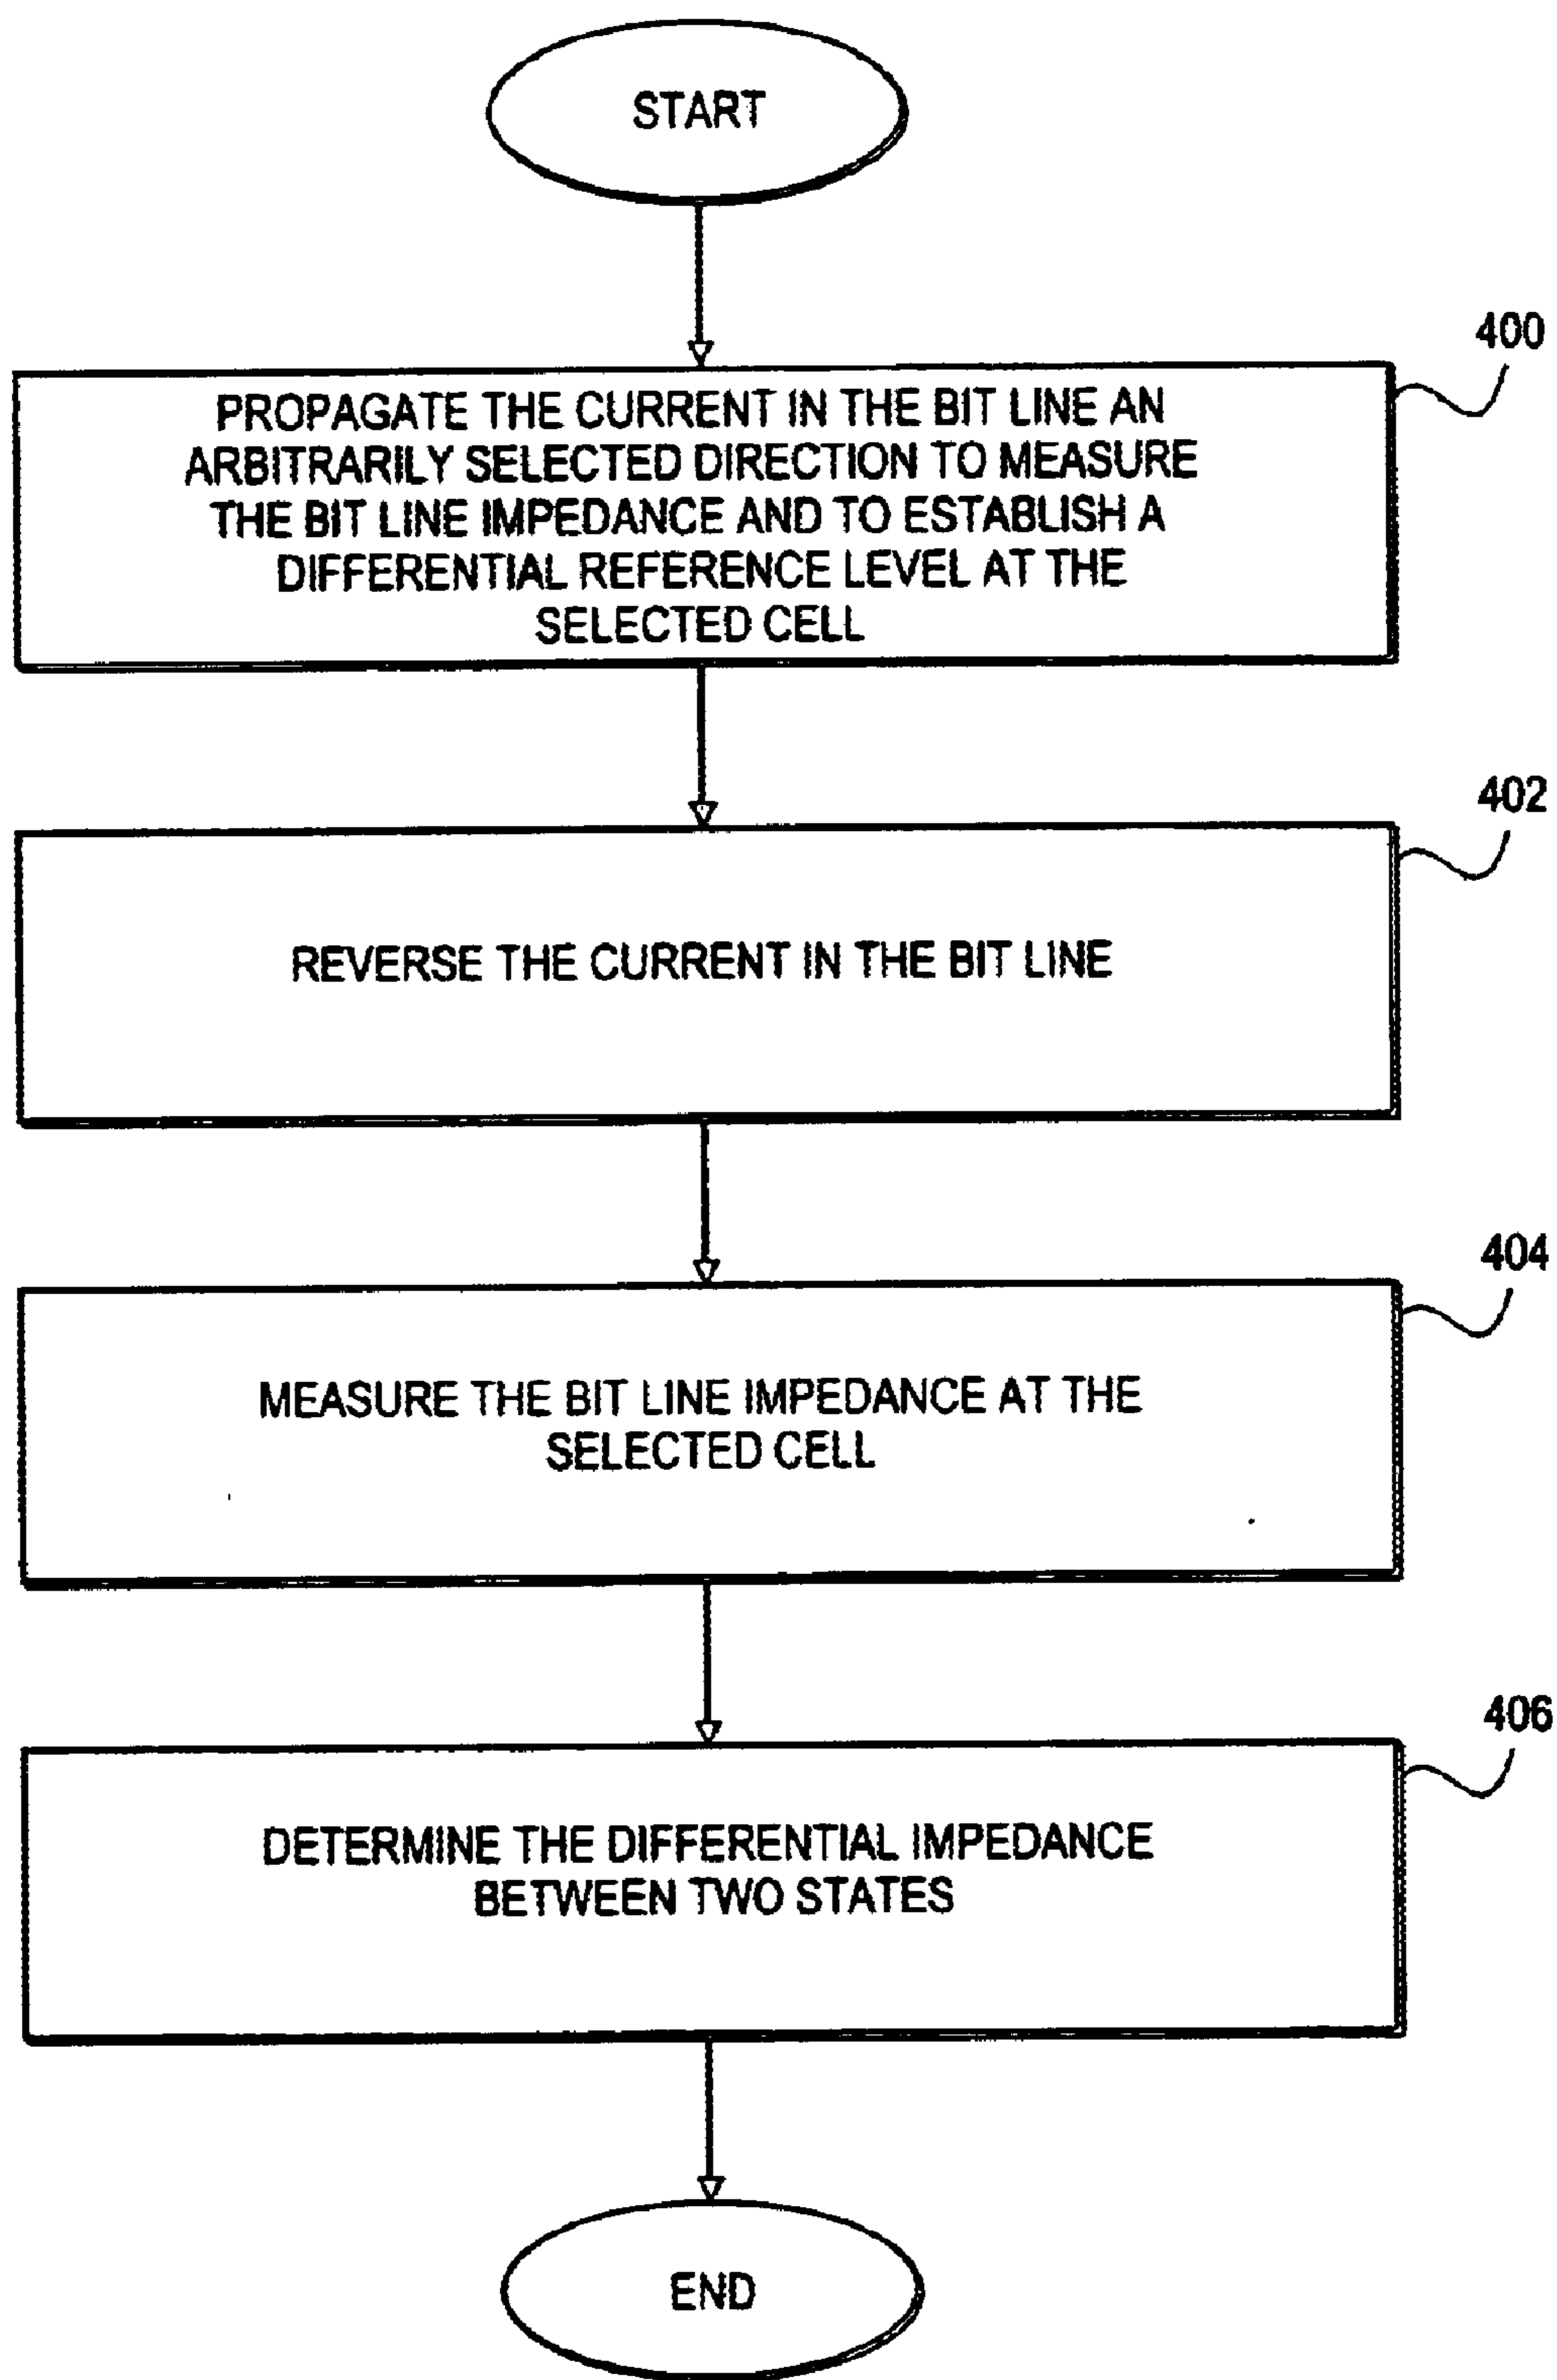 START
400
PROPAGATE THE CURRENT IN THE BIT LINE AN
ARBITRARILY SELECTED DIRECTION TO MEASURE
THE BIT LINE IMPEDANCE AND TO ESTABLISH A
DIFFERENTIAL REFERENCE LEVEL AT THE
SELECTED CELL
402
REVERSE THE CURRENT IN THE BIT LINE
404
MEASURE THE BIT LINE IMPEDANCE AT THE
SELECTED CELL
406
DETERMINE THE DIFFERENTIAL IMPEDANCE
BETWEEN TWO STATES
END